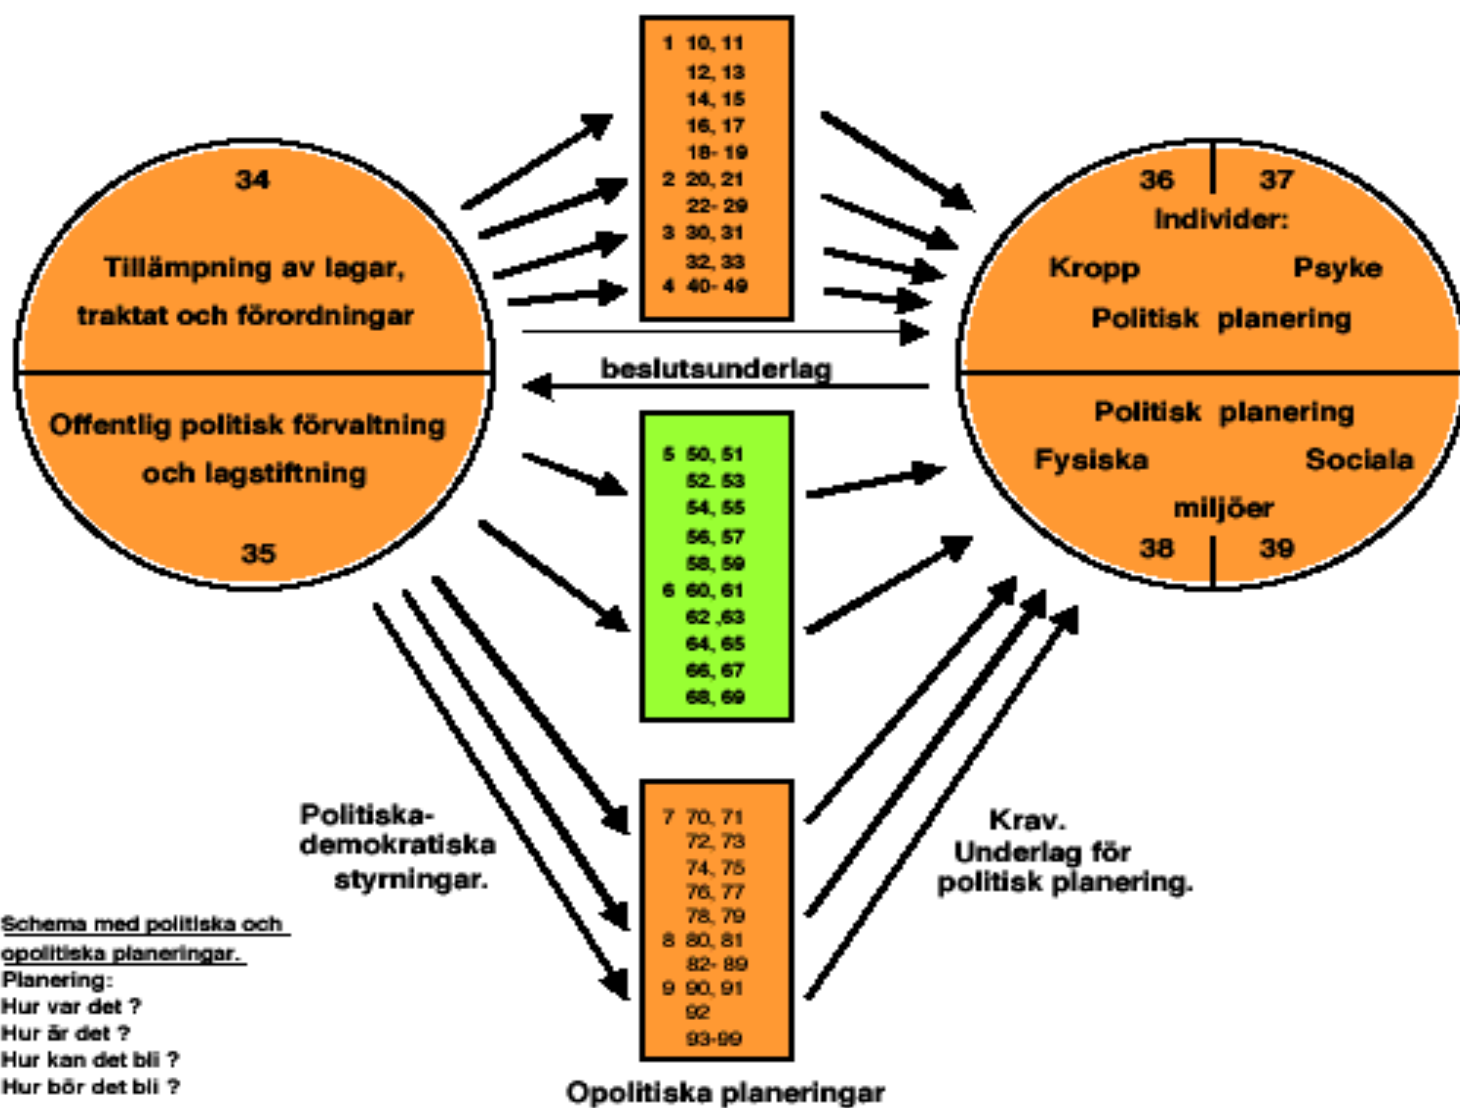 1 10, 11
12, 13
14, 15
16, 17
18- 19
2 20, 21
22- 29
3 30, 31
32, 33
4 40- 49
34
Tillämpning av lagar,
traktat och förordningar
Offentlig politisk förvaltning
och lagstiftning
35
36 37
Individer:
Kropp Psyke
Politisk planering
Politisk planering
Fysiska Sociala
miljöer
38 39
beslutsunderlag
5 50, 51
52. 53
54, 55
56, 57
58, 59
6 60, 61
62 ,63
64, 65
66, 67
68, 69
7 70, 71
72, 73
74, 75
76, 77
78, 79
8 80, 81
82- 89
9 90, 91
92
93-99
Politiska-
demokratiska
styrningar.
Krav.
Underlag för
politisk planering.
Schema med politiska och
opolitiska planeringar.
Planering:
Hur var det ?
Hur är det ?
Hur kan det bli ?
Hur bör det bli ?
Opolitiska planeringar